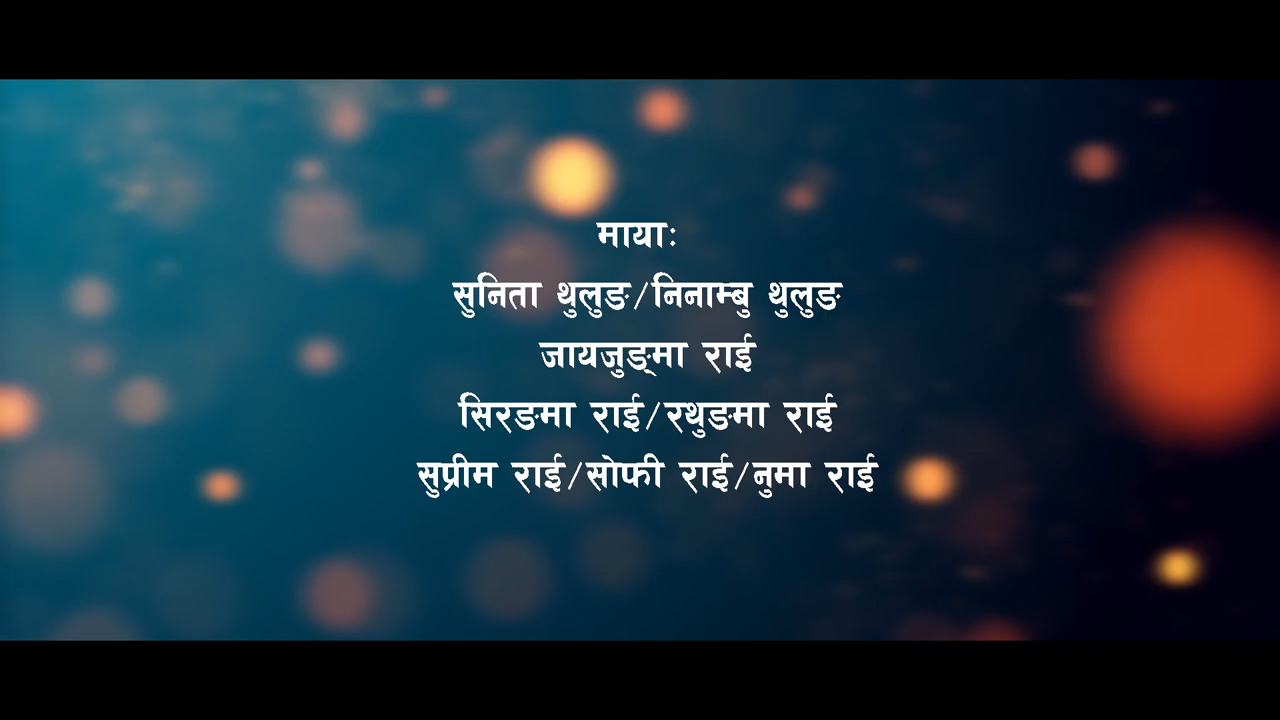 मायाः
सुनिता थुलुङ/निनाम्बु थुलुङ
जायजुङ्मा राई
सिरङमा राई/रथुङमा राई
सुप्रीम राई/सोफी राई/नुमा राई